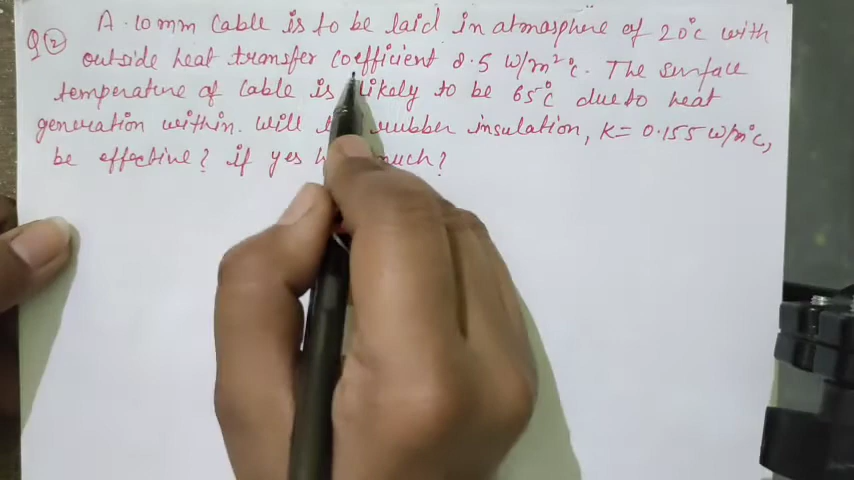 Q② A 10 mm Cable is to be laid in atmosphere of 20°c with
outside heat transfer coefficient 8.5 W/m²°c. The surface
temperature of Cable is likely to be 65°c due to heat
generation within. Will rubber insulation, K= 0.155 W/m°c,
be effective? if yes much?